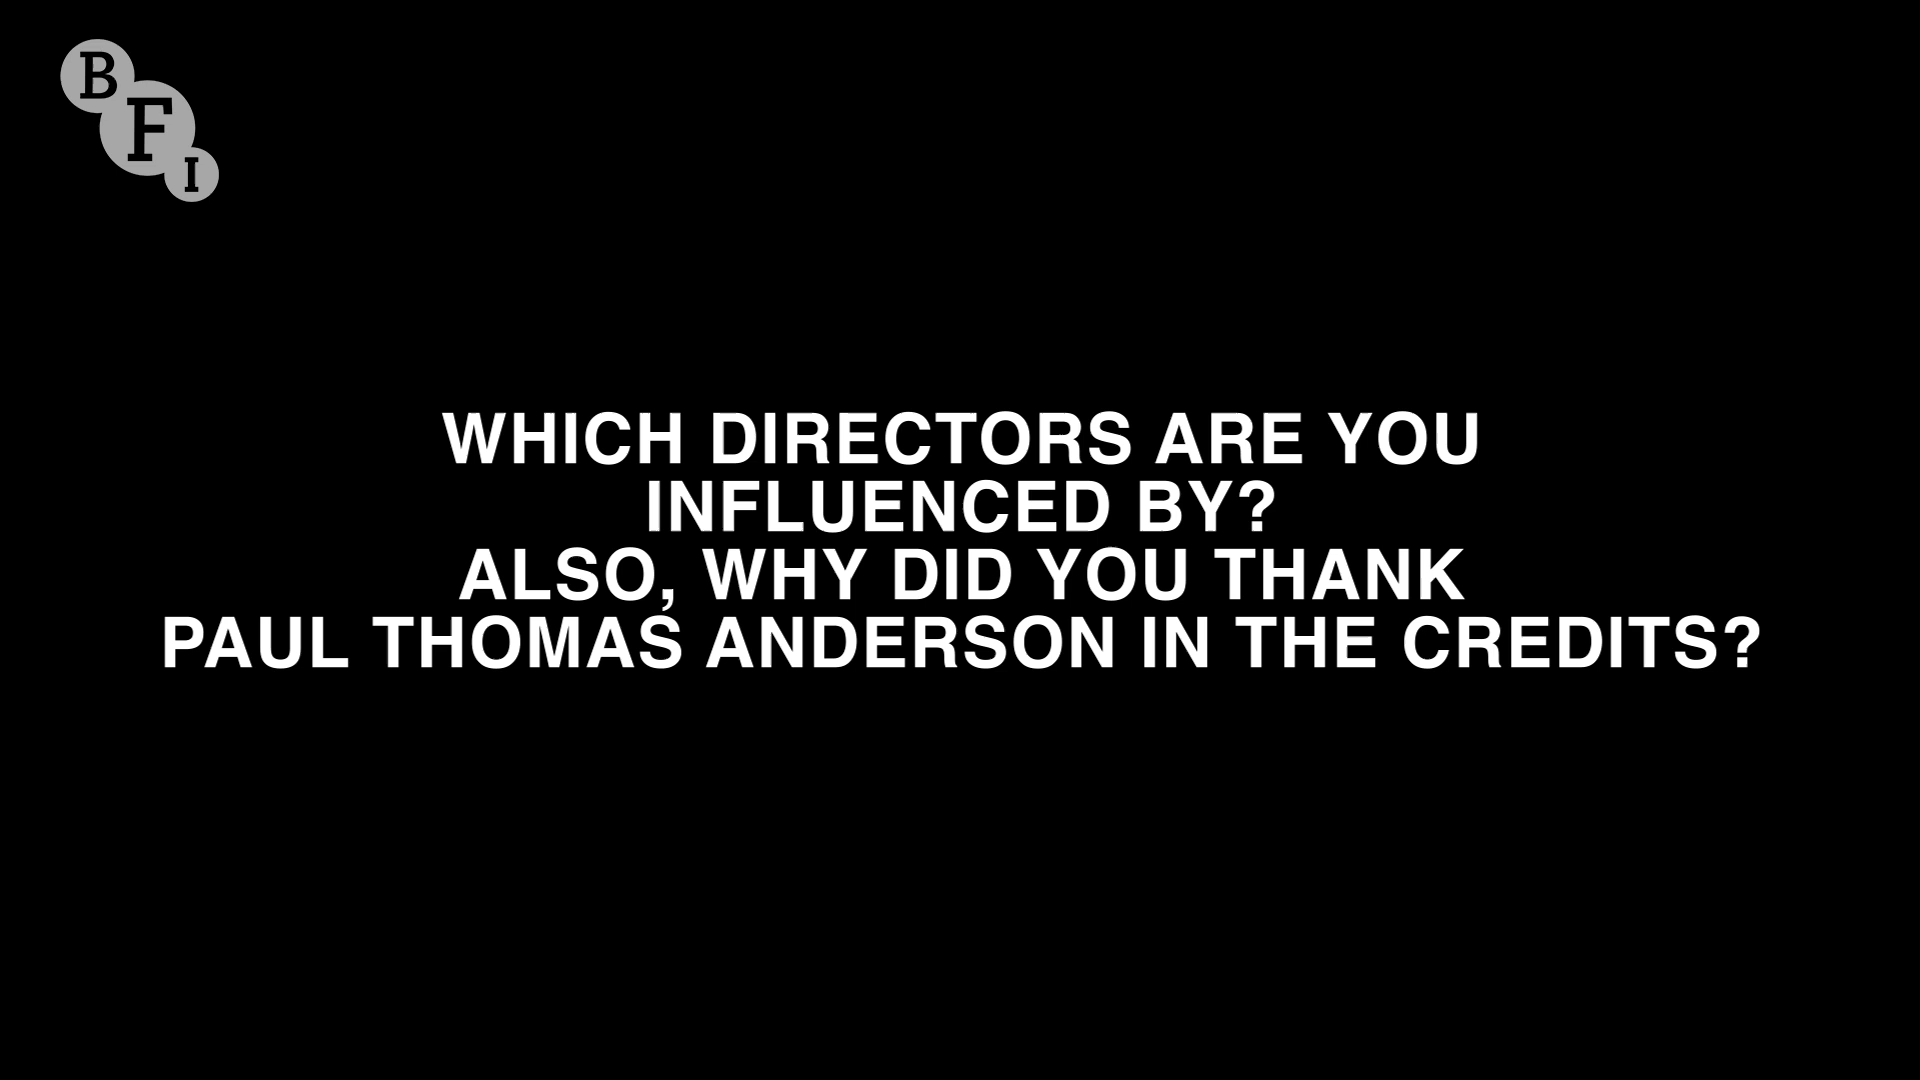 BFI
WHICH DIRECTORS ARE YOU
INFLUENCED BY?
ALSO, WHY DID YOU THANK
PAUL THOMAS ANDERSON IN THE CREDITS?